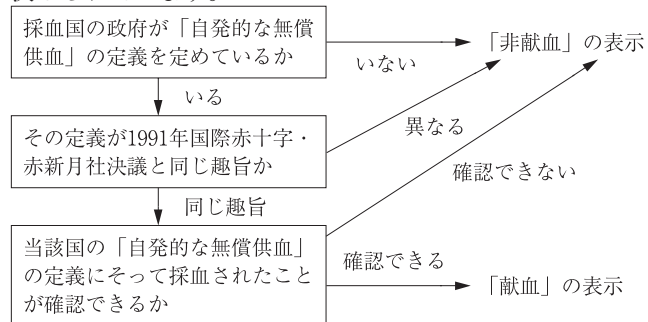 採血国の政府が「自発的な無償
供血」の定義を定めているか
いない
「非献血」の表示
いる
その定義が1991年国際赤十字・
赤新月社決議と同じ趣旨か
異なる
確認できない
同じ趣旨
当該国の「自発的な無償供血」
の定義にそって採血されたこと
が確認できるか
確認できる
「献血」の表示